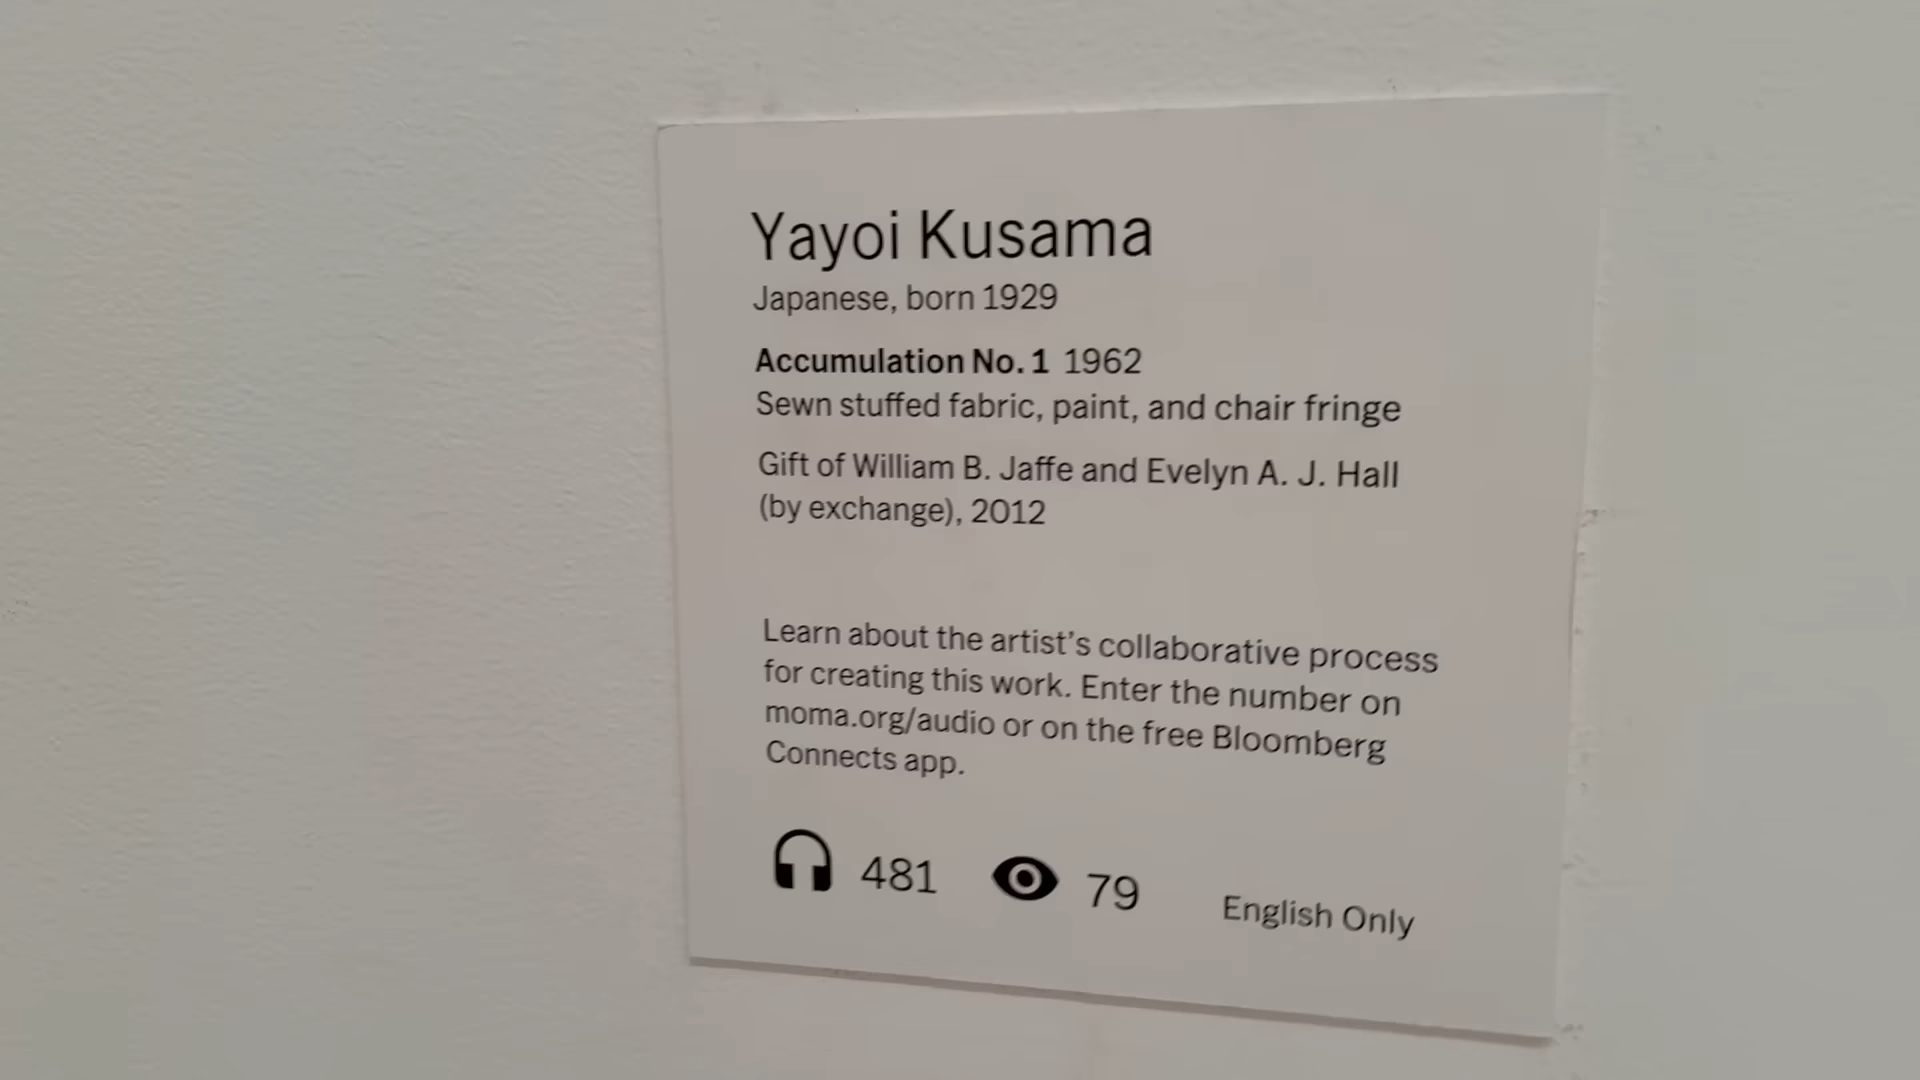 Yayoi Kusama
Japanese, born 1929
Accumulation No. 1 1962
Sewn stuffed fabric, paint, and chair fringe
Gift of William B. Jaffe and Evelyn A. J. Hall
(by exchange), 2012
Learn about the artist's collaborative process
for creating this work. Enter the number on
moma.org/audio or on the free Bloomberg
Connects app.
481 79 English Only